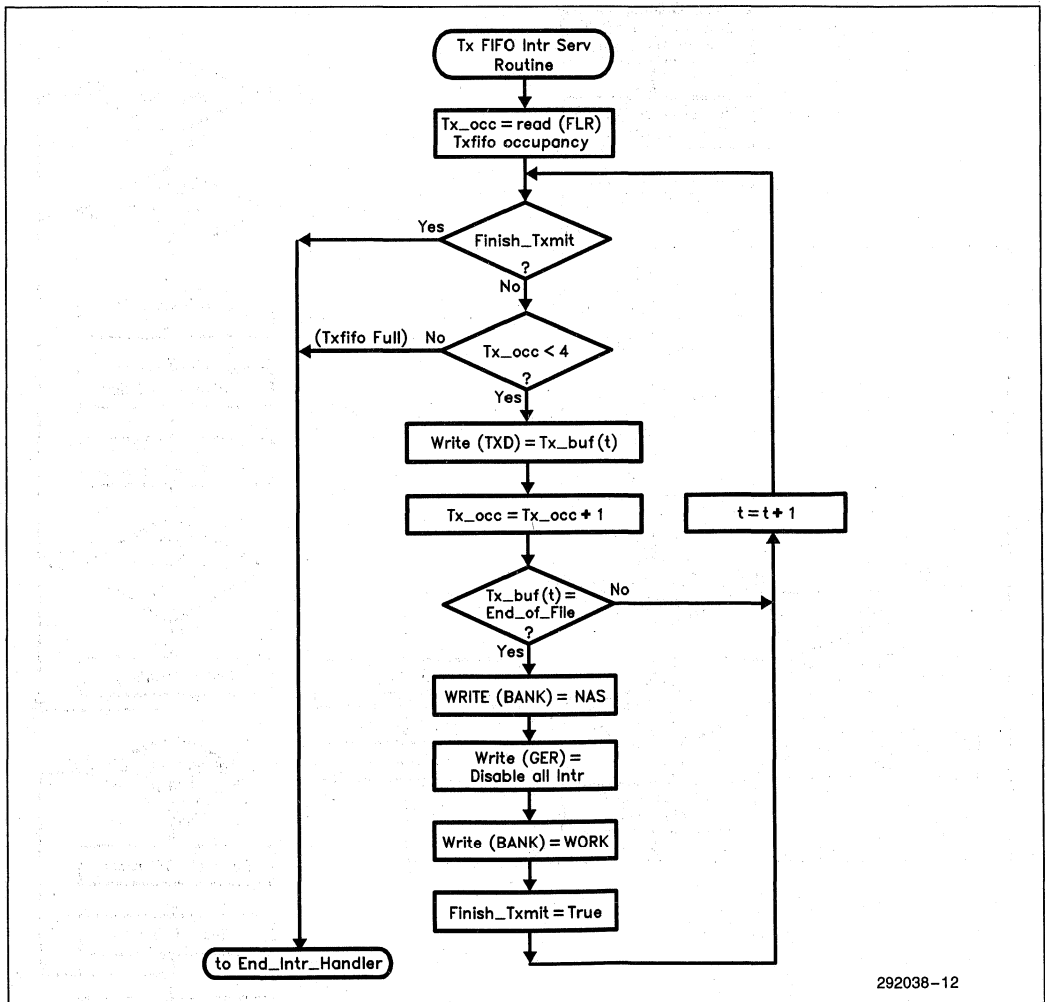 Tx FIFO Intr Serv
Routine
Tx_occ = read (FLR)
Txfifo occupancy
Yes
Finish_Txmit
?
No
(Txfifo Full) No
Tx_occ < 4
?
Yes
Write (TXD) = Tx_buf (t)
Tx_occ = Tx_occ + 1
t = t + 1
Tx_buf (t) =
End_of_File
?
No
Yes
WRITE (BANK) = NAS
Write (GER) =
Disable all Intr
Write (BANK) = WORK
Finish_Txmit = True
to End_Intr_Handler
292038-12